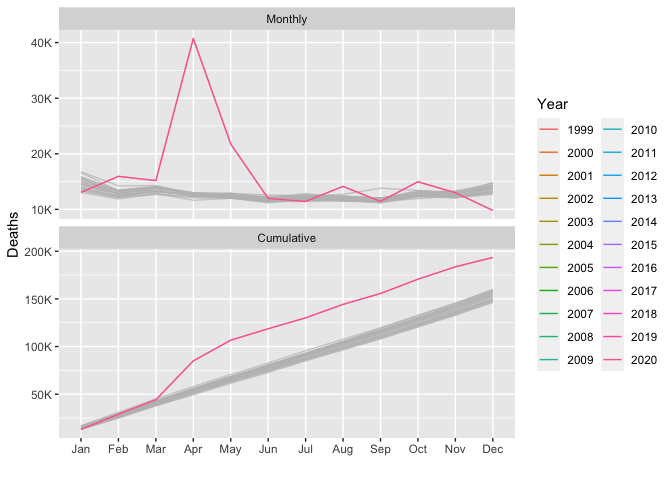 Monthly
40K
30K
20K
10K
Cumulative
200K
150K
100K
50K
Deaths
Jan Feb Mar Apr May Jun Jul Aug Sep Oct Nov Dec
Year
1999 2010
2000 2011
2001 2012
2002 2013
2003 2014
2004 2015
2005 2016
2006 2017
2007 2018
2008 2019
2009 2020